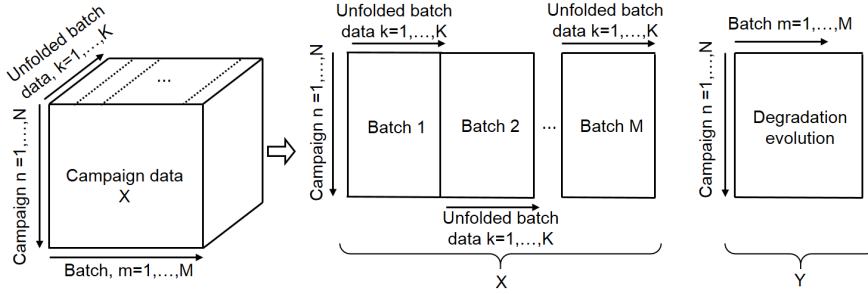 Unfolded batch
data, k=1,...,K
...
Campaign n =1,...,N
Campaign data
X
Batch, m=1,...,M
Unfolded batch
data k=1,...,K
Unfolded batch
data k=1,...,K
Campaign n =1,...,N
Batch 1
Batch 2
...
Batch M
Unfolded batch
data k=1,...,K
X
Batch m=1,...,M
Campaign n =1,...,N
Degradation
evolution
Y